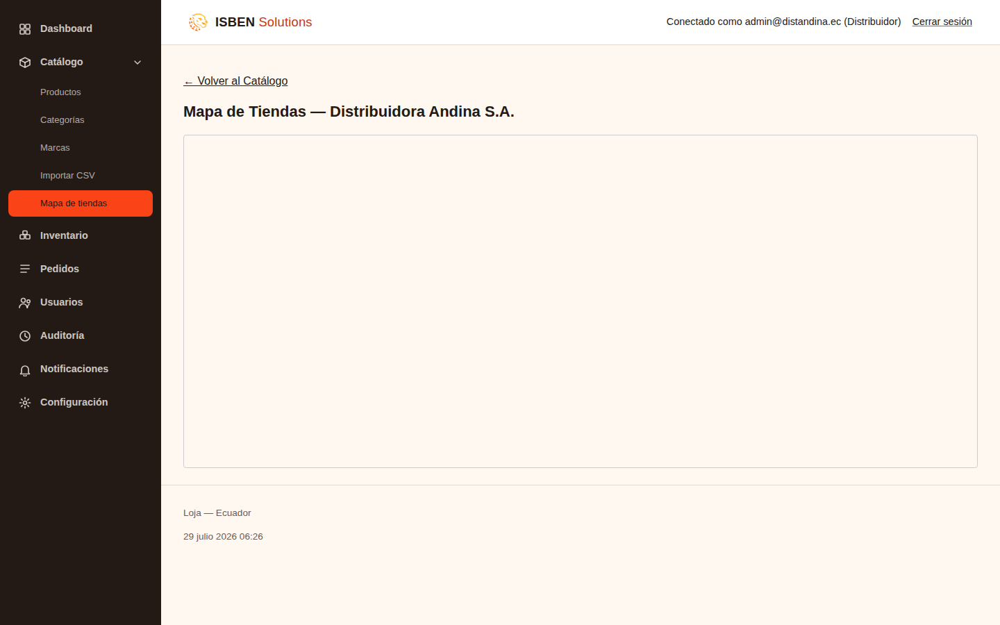 Dashboard
Catálogo
Productos
Categorías
Marcas
Importar CSV
Mapa de tiendas
Inventario
Pedidos
Usuarios
Auditoría
Notificaciones
Configuración
ISBEN Solutions
Conectado como admin@distandina.ec (Distribuidor) Cerrar sesión
← Volver al Catálogo
Mapa de Tiendas — Distribuidora Andina S.A.
Loja — Ecuador
29 julio 2026 06:26